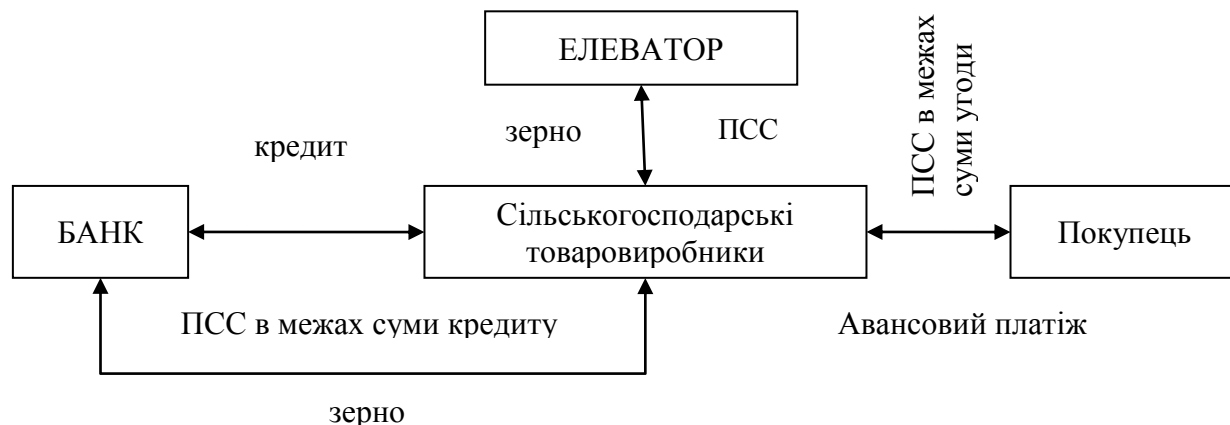 ЕЛЕВАТОР
ПСС в межах
суми угоди
зерно
ПСС
кредит
БАНК
Сільськогосподарські
товаровиробники
Покупець
ПСС в межах суми кредиту
Авансовий платіж
зерно